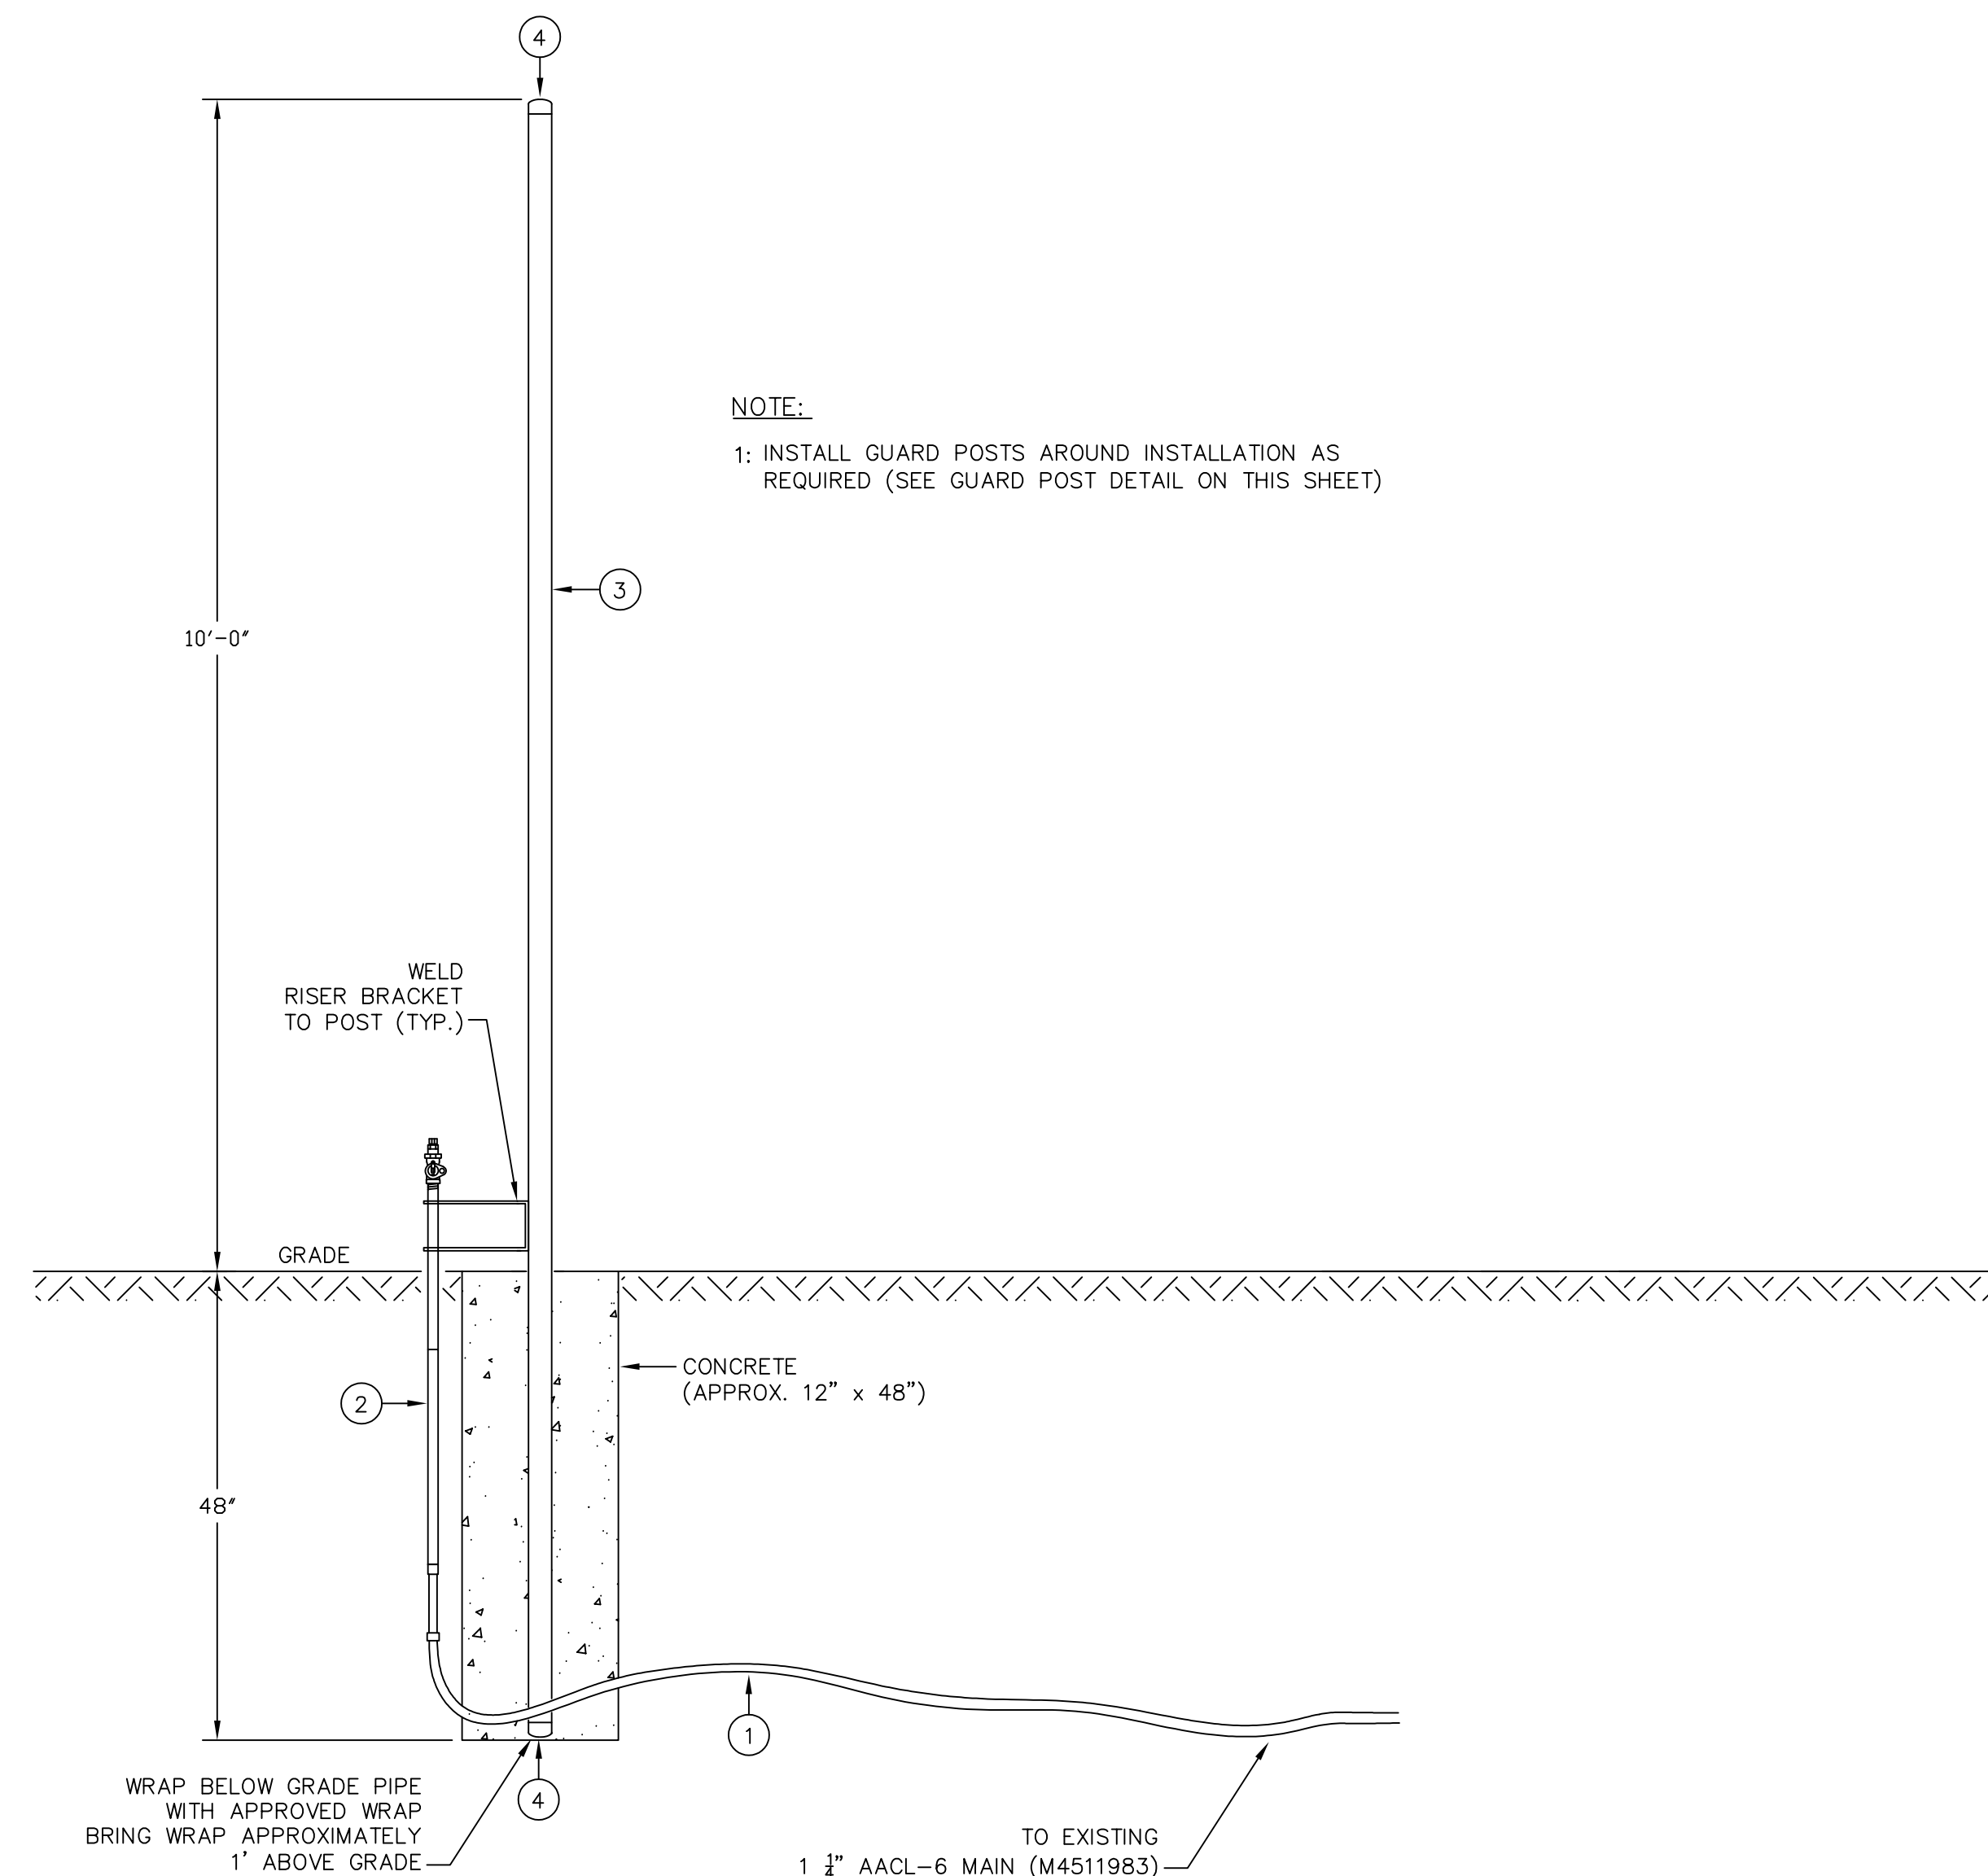 4
NOTE:
1: INSTALL GUARD POSTS AROUND INSTALLATION AS
REQUIRED (SEE GUARD POST DETAIL ON THIS SHEET)
3
10'-0"
WELD
RISER BRACKET
TO POST (TYP.)
GRADE
CONCRETE
(APPROX. 12" x 48")
2
48"
1
4
WRAP BELOW GRADE PIPE
WITH APPROVED WRAP
BRING WRAP APPROXIMATELY
1' ABOVE GRADE
TO EXISTING
1 1/4" AACL-6 MAIN (M4511983)